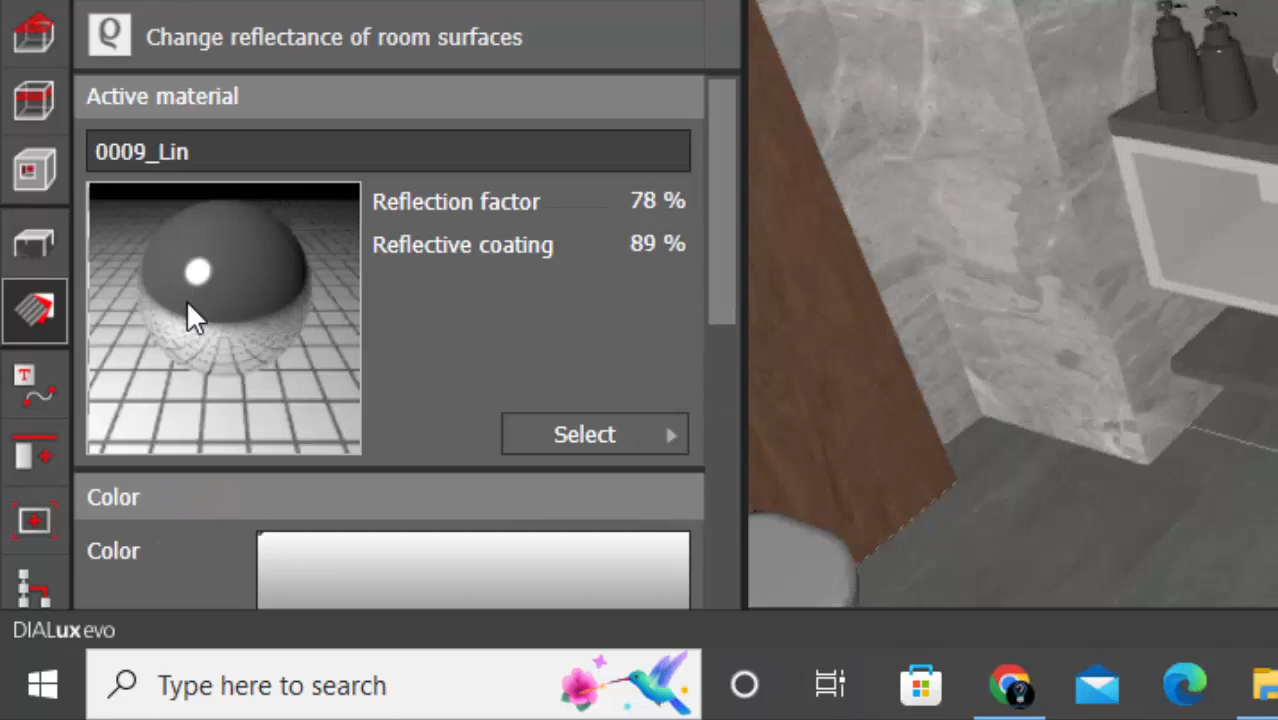 Change reflectance of room surfaces
Active material
0009_Lin
Reflection factor 78 %
Reflective coating 89 %
Select
Color
Color
T
DIALux evo
Type here to search